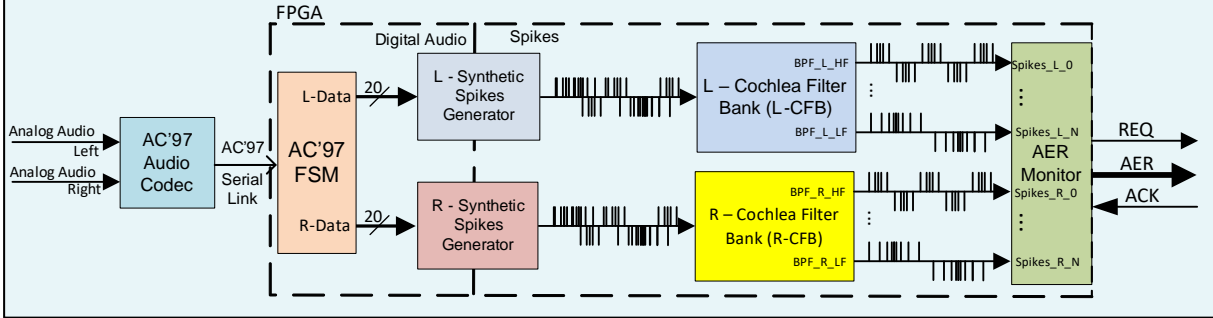 FPGA
Digital Audio
Spikes
Analog Audio
Left
Analog Audio
Right
AC'97
Audio
Codec
AC'97
Serial
Link
AC'97
FSM
L-Data
20
R-Data
20
L - Synthetic
Spikes
Generator
R - Synthetic
Spikes
Generator
L – Cochlea Filter
Bank (L-CFB)
BPF_L_HF
⋮
BPF_L_LF
R – Cochlea Filter
Bank (R-CFB)
BPF_R_HF
⋮
BPF_R_LF
Spikes_L_0
⋮
Spikes_L_N
AER
Monitor
Spikes_R_0
⋮
Spikes_R_N
REQ
AER
ACK